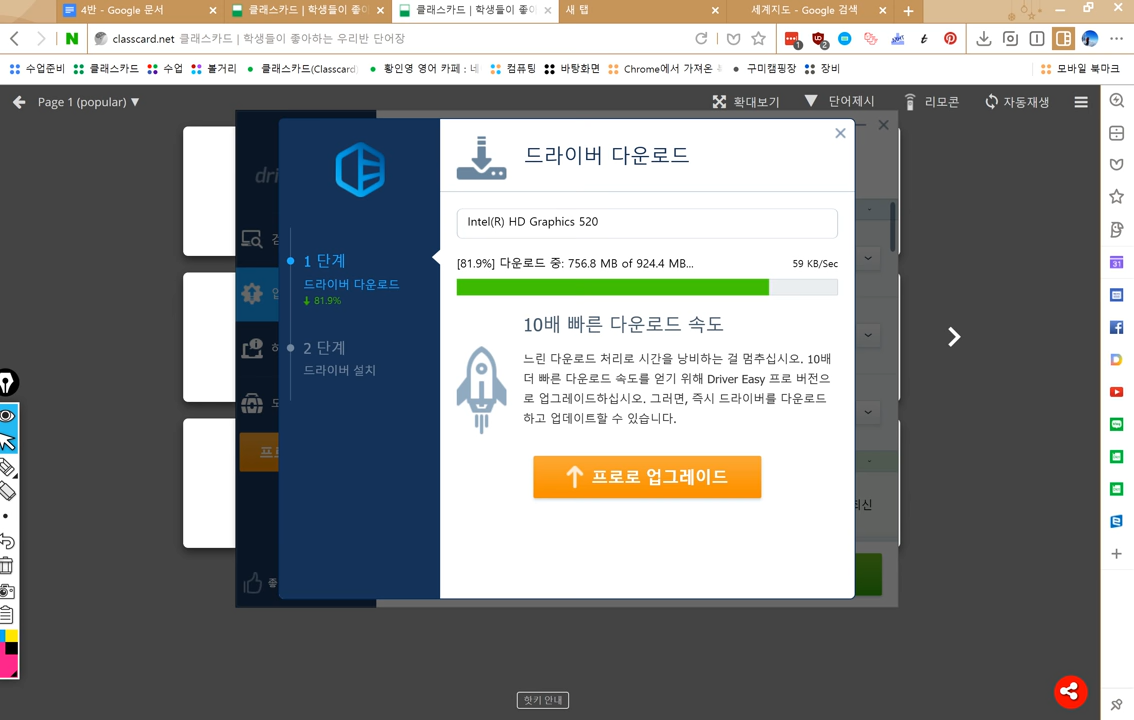 4반 - Google 문서
클래스카드 | 학생들이 좋아
클래스카드 | 학생들이 좋아
새 탭
세계지도 - Google 검색
N
classcard.net 클래스카드 | 학생들이 좋아하는 우리반 단어장
수업준비
클래스카드
수업
볼거리
클래스카드(Classcard
황인영 영어 카페 : 네
컴퓨팅
바탕화면
Chrome에서 가져온
구미캠핑장
장비
모바일 북마크
Page 1 (popular) ▼
확대보기
단어제시
리모콘
자동재생
드라이버 다운로드
Intel(R) HD Graphics 520
[81.9%] 다운로드 중: 756.8 MB of 924.4 MB...
59 KB/Sec
1 단계
드라이버 다운로드
81.9%
2 단계
드라이버 설치
10배 빠른 다운로드 속도
느린 다운로드 처리로 시간을 낭비하는 걸 멈추십시오. 10배
더 빠른 다운로드 속도를 얻기 위해 Driver Easy 프로 버전으
로 업그레이드하십시오. 그러면, 즉시 드라이버를 다운로드
하고 업데이트할 수 있습니다.
프로로 업그레이드
driv
프로
최신
31
핫키 안내